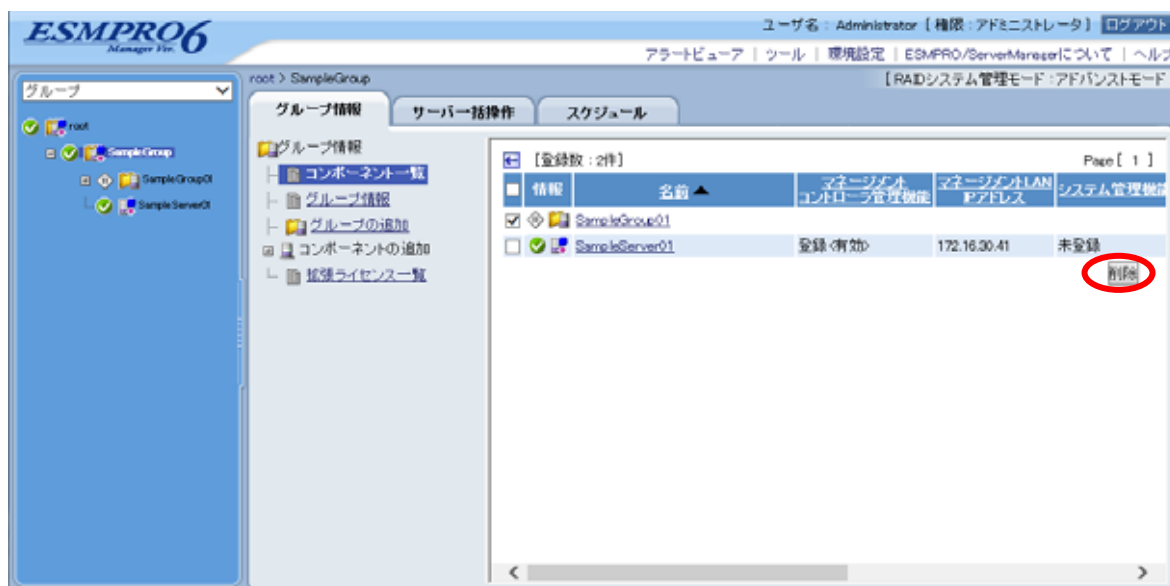 ESMPRO6
Manager Ver.
ユーザ名 : Administrator [ 権限 : アドミニストレータ ] ログアウト
アラートビューア | ツール | 環境設定 | ESMPRO/ServerManagerについて | ヘルプ
グループ
root
SampleGroup
SampleGroup01
SampleServer01
root > SampleGroup
[ RAIDシステム管理モード : アドバンストモード
グループ情報
サーバー括操作
スケジュール
グループ情報
コンポーネント一覧
グループ情報
グループの追加
コンポーネントの追加
拡張ライセンス一覧
[登録数 : 2件]
Page [ 1 ]
情報 名前▲ マネージメントコントローラ管理機能 マネージメントLAN IPアドレス システム管理機能
SampleGroup01
SampleServer01 登録<有効> 172.16.30.41 未登録
削除